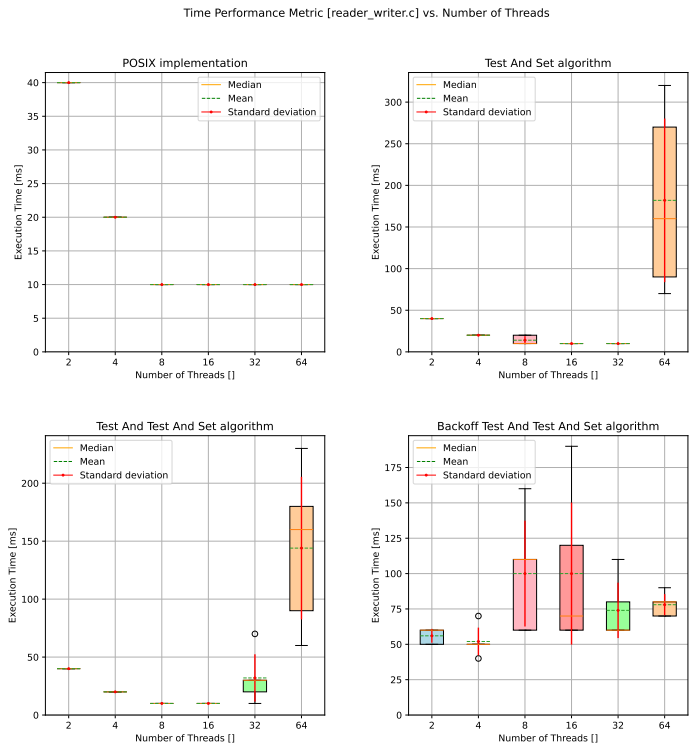 Time Performance Metric [reader_writer.c] vs. Number of Threads
POSIX implementation
Execution Time [ms]
40
35
30
25
20
15
10
5
0
Median
Mean
Standard deviation
2 4 8 16 32 64
Number of Threads []
Test And Set algorithm
Execution Time [ms]
300
250
200
150
100
50
0
Median
Mean
Standard deviation
2 4 8 16 32 64
Number of Threads []
Test And Test And Set algorithm
Execution Time [ms]
200
150
100
50
0
Median
Mean
Standard deviation
2 4 8 16 32 64
Number of Threads []
Backoff Test And Test And Set algorithm
Execution Time [ms]
175
150
125
100
75
50
25
0
Median
Mean
Standard deviation
2 4 8 16 32 64
Number of Threads []